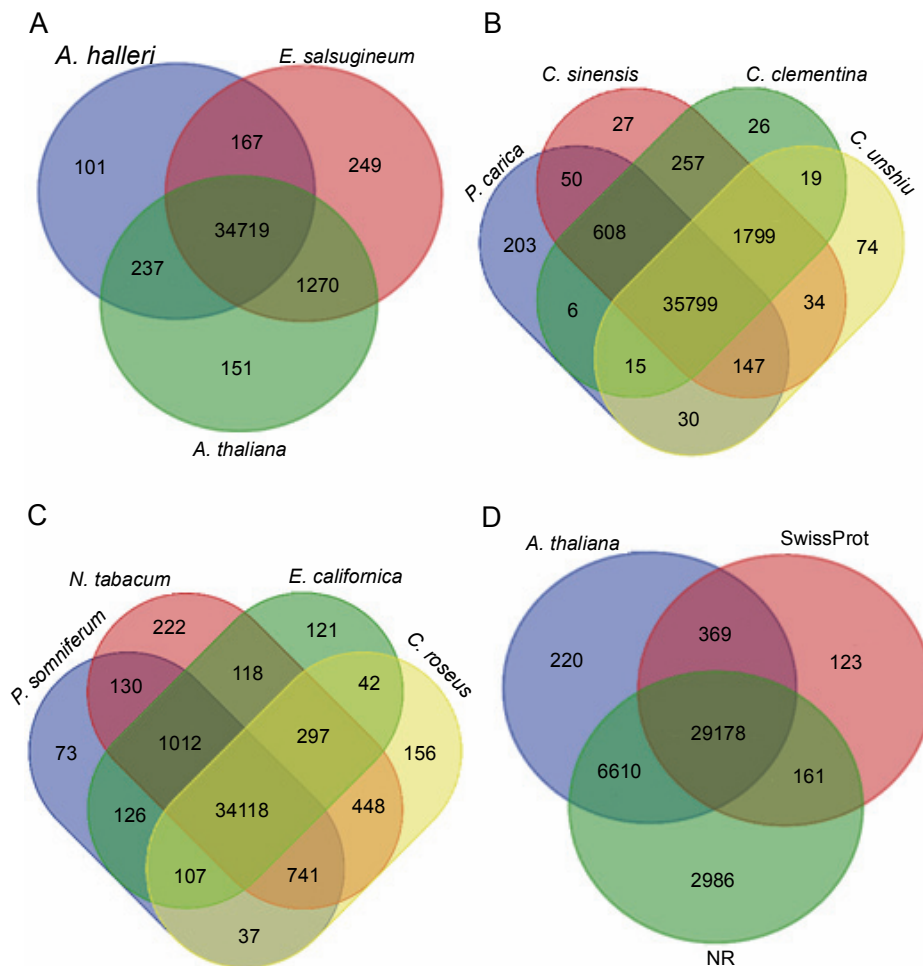 A
A. halleri
E. salsugineum
101
167
249
34719
237
1270
151
A. thaliana
B
C. sinensis
C. clementina
P. carica
C. unshiu
27
26
50
257
19
203
608
1799
74
6
35799
34
15
147
30
C
N. tabacum
E. californica
P. somniferum
C. roseus
222
121
130
118
42
73
1012
297
156
126
34118
448
107
741
37
D
A. thaliana
SwissProt
220
369
123
29178
6610
161
2986
NR